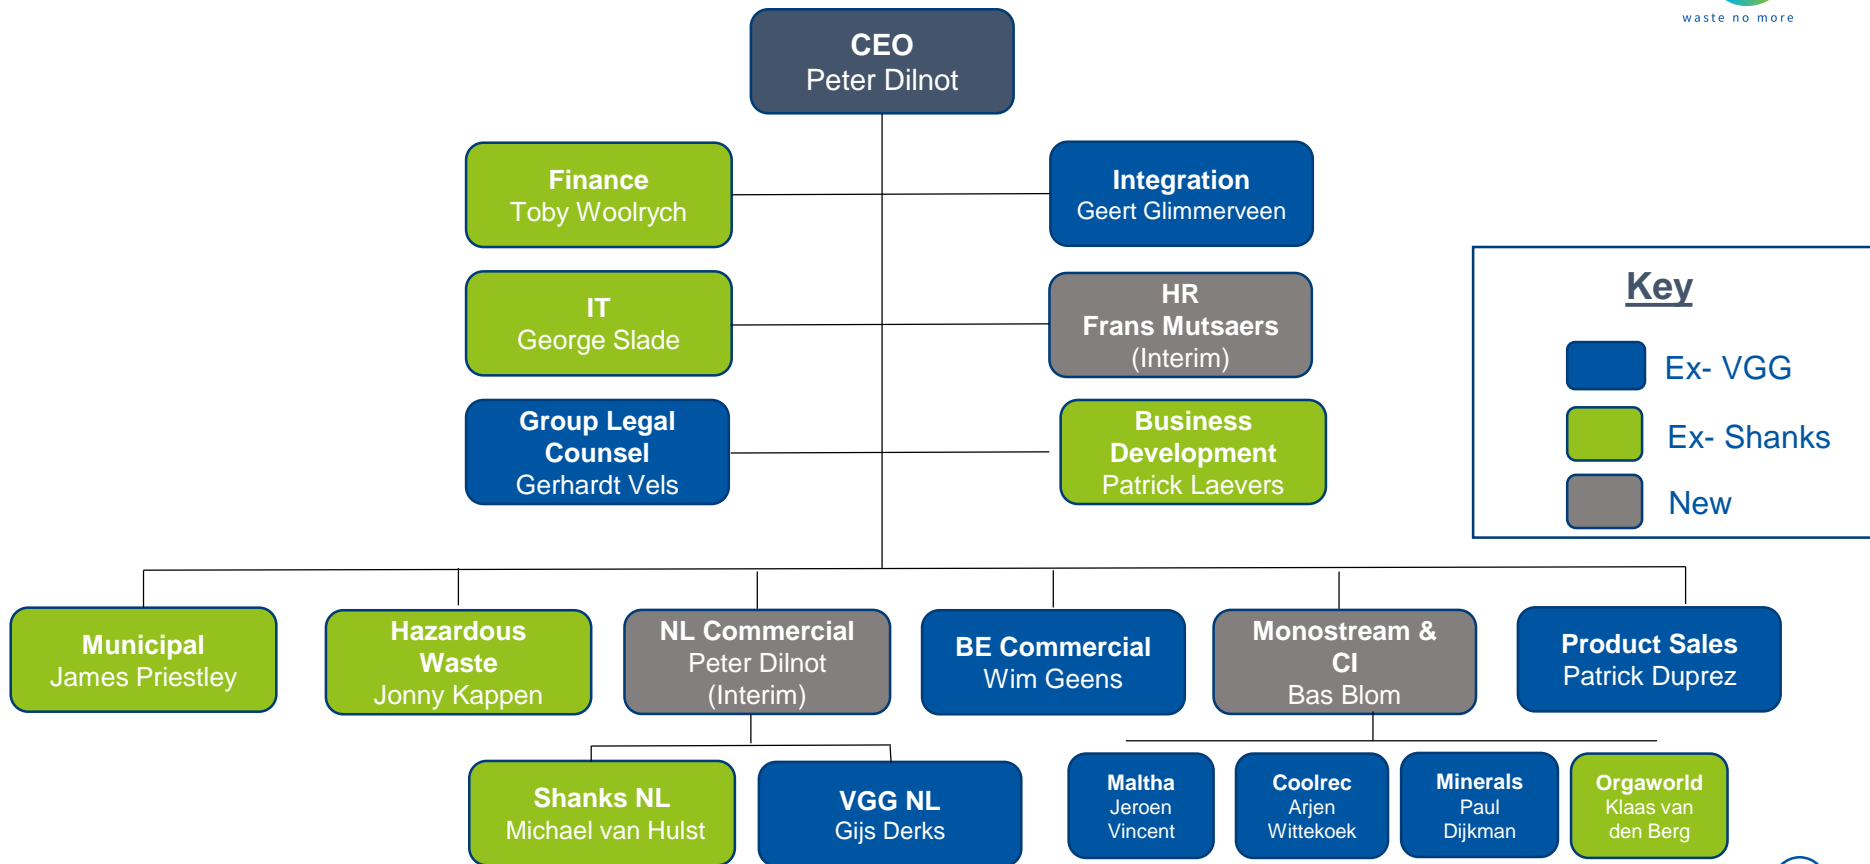 waste no more
CEO
Peter Dilnot
Finance
Toby Woolrych
Integration
Geert Glimmerveen
IT
George Slade
HR
Frans Mutsaers
(Interim)
Group Legal
Counsel
Gerhardt Vels
Business
Development
Patrick Laevers
Key
Ex- VGG
Ex- Shanks
New
Municipal
James Priestley
Hazardous
Waste
Jonny Kappen
NL Commercial
Peter Dilnot
(Interim)
BE Commercial
Wim Geens
Monostream &
CI
Bas Blom
Product Sales
Patrick Duprez
Shanks NL
Michael van Hulst
VGG NL
Gijs Derks
Maltha
Jeroen
Vincent
Coolrec
Arjen
Wittekoek
Minerals
Paul
Dijkman
Orgaworld
Klaas van
den Berg